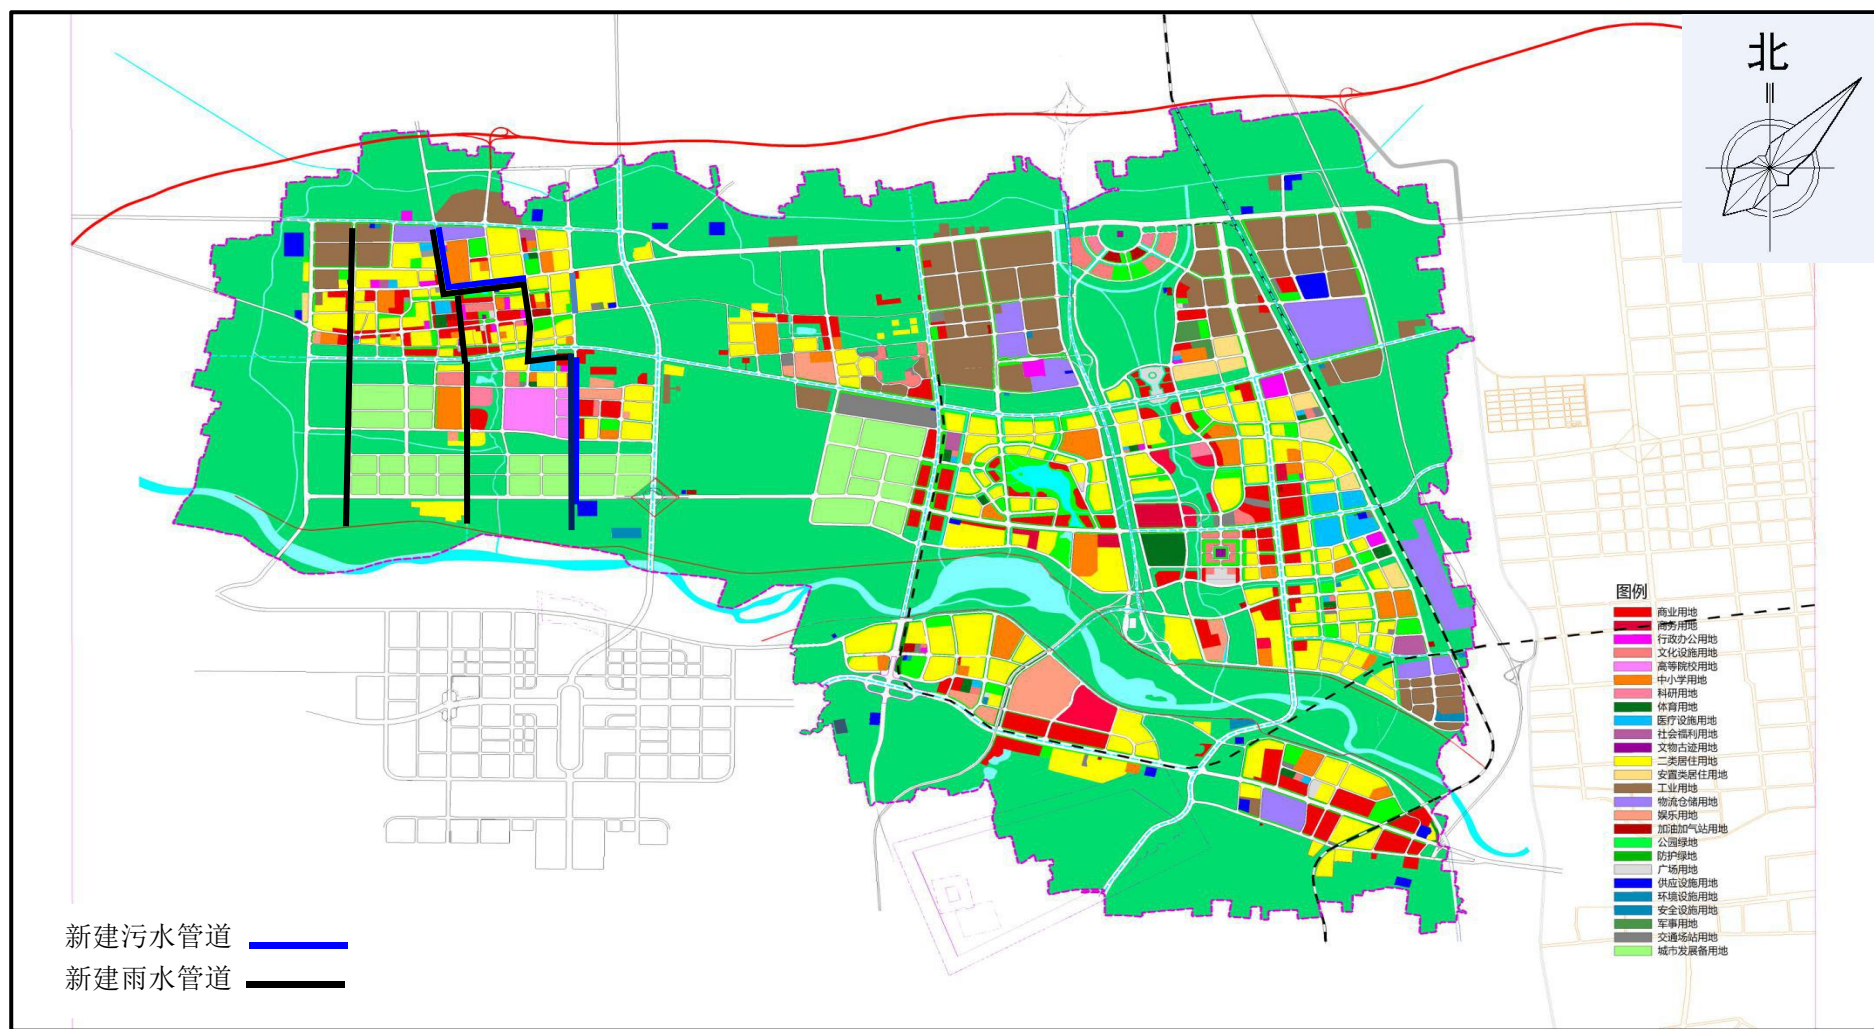 北
图例
商业用地
商务用地
行政办公用地
文化设施用地
高等院校用地
中小学用地
科研用地
体育用地
医疗设施用地
社会福利用地
文物古迹用地
二类居住用地
安置类居住用地
工业用地
物流仓储用地
娱乐用地
加油加气站用地
公园绿地
防护绿地
广场用地
供应设施用地
环境设施用地
安全设施用地
军事用地
交通场站用地
城市发展备用地
新建污水管道
新建雨水管道